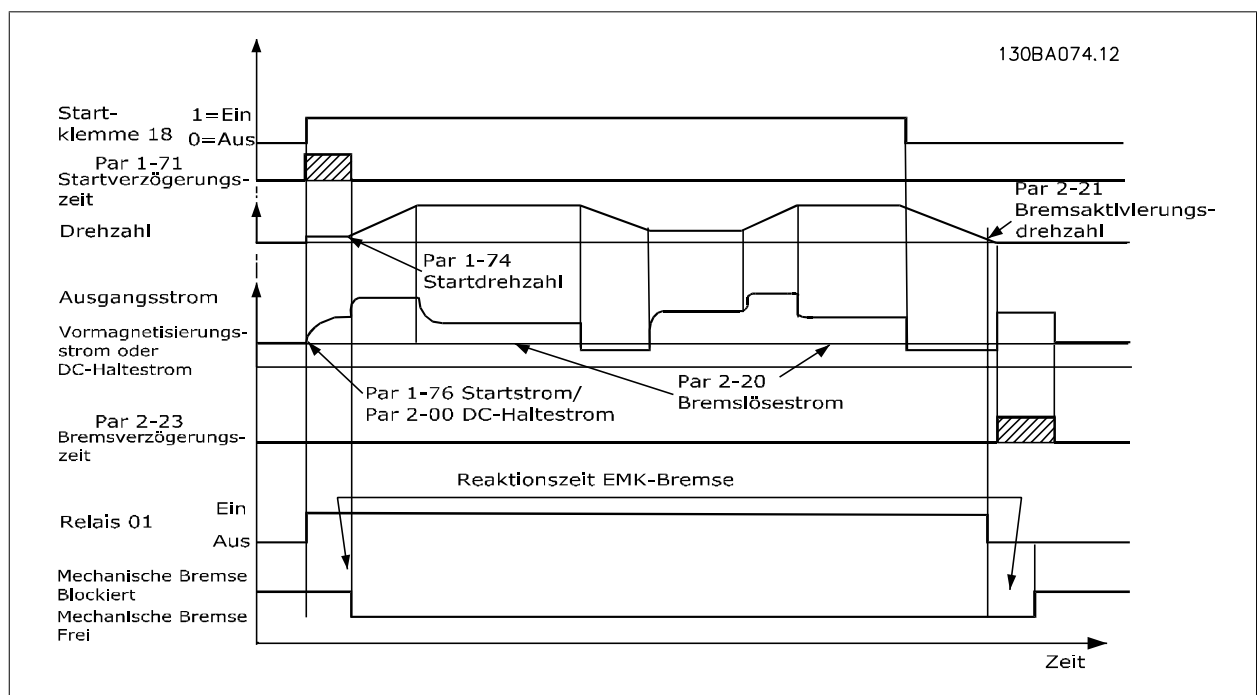 130BA074.12
Start-
klemme 18
1=Ein
0=Aus
Par 1-71
Startverzögerungs-
zeit
Par 2-21
Bremsaktivierungs-
drehzahl
Drehzahl
Par 1-74
Startdrehzahl
Ausgangsstrom
Vormagnetisierungs-
strom oder
DC-Haltestrom
Par 1-76 Startstrom/
Par 2-00 DC-Haltestrom
Par 2-20
Bremslösestrom
Par 2-23
Bremsverzögerungs-
zeit
Reaktionszeit EMK-Bremse
Relais 01
Ein
Aus
Mechanische Bremse
Blockiert
Mechanische Bremse
Frei
Zeit